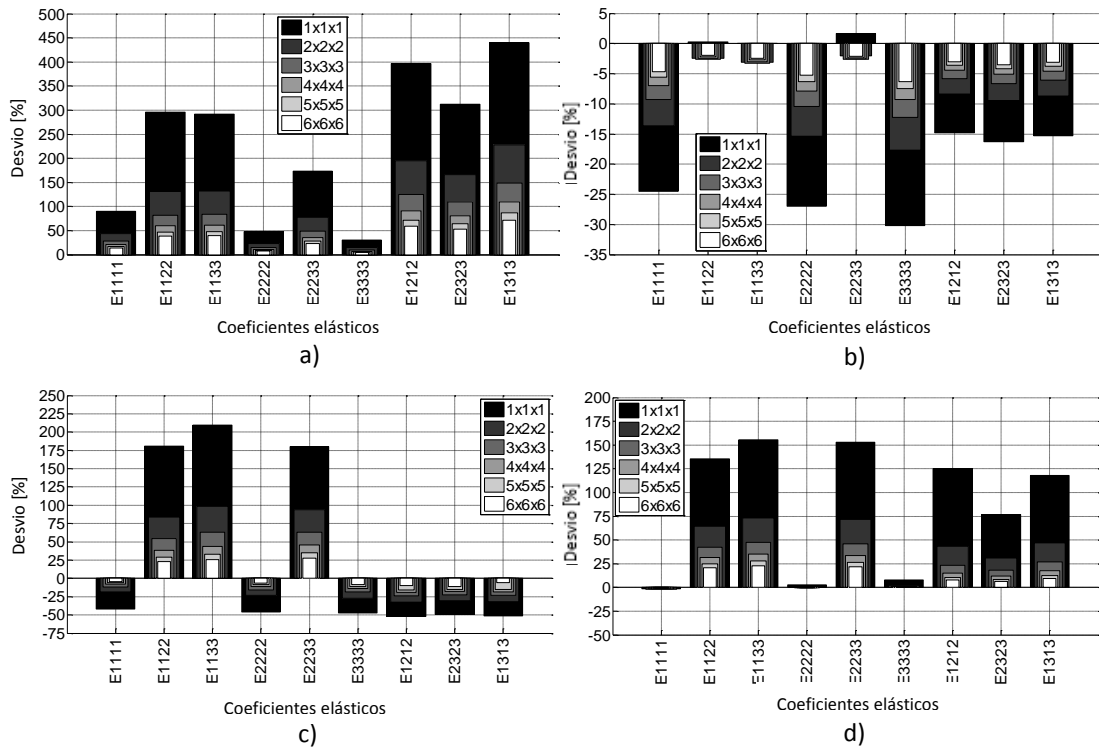 500
450
400
350
300
250
200
150
100
50
0
Desvio [%]
1x1x1
2x2x2
3x3x3
4x4x4
5x5x5
6x6x6
E1111
E1122
E1133
E2222
E2233
E3333
E1212
E2323
E1313
Coeficientes elásticos
a)
5
0
-5
-10
-15
-20
-25
-30
-35
Desvio [%]
1x1x1
2x2x2
3x3x3
4x4x4
5x5x5
6x6x6
E1111
E1122
E1133
E2222
E2233
E3333
E1212
E2323
E1313
Coeficientes elásticos
b)
250
225
200
175
150
125
100
75
50
25
0
-25
-50
-75
Desvio [%]
1x1x1
2x2x2
3x3x3
4x4x4
5x5x5
6x6x6
E1111
E1122
E1133
E2222
E2233
E3333
E1212
E2323
E1313
Coeficientes elásticos
c)
200
175
150
125
100
75
50
25
0
-25
-50
Desvio [%]
1x1x1
2x2x2
3x3x3
4x4x4
5x5x5
6x6x6
E1111
E1122
E1133
E2222
E2233
E3333
E1212
E2323
E1313
Coeficientes elásticos
d)